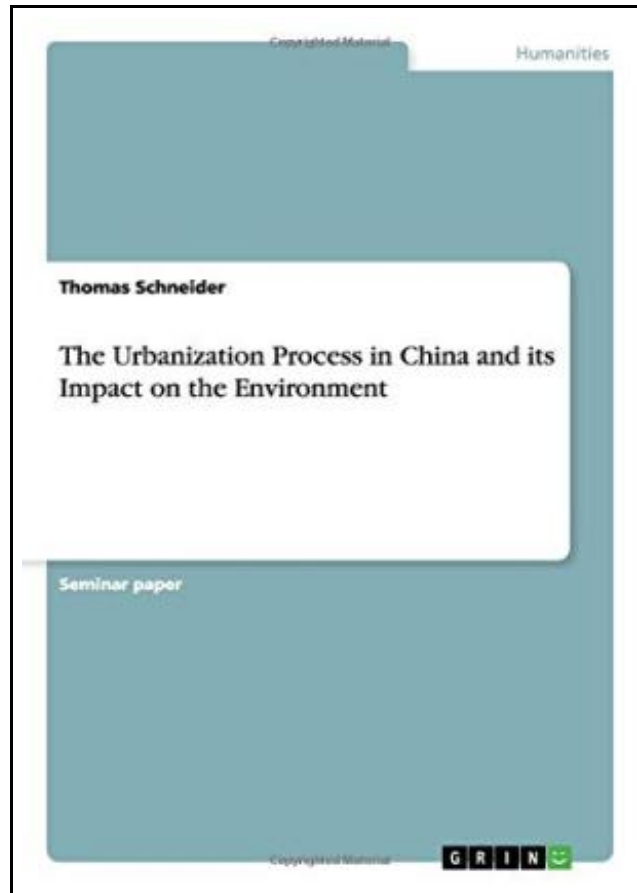 Copyrighted Material
Humanities
Thomas Schneider
The Urbanization Process in China and its
Impact on the Environment
Seminar paper
Copyrighted Material
GRIN